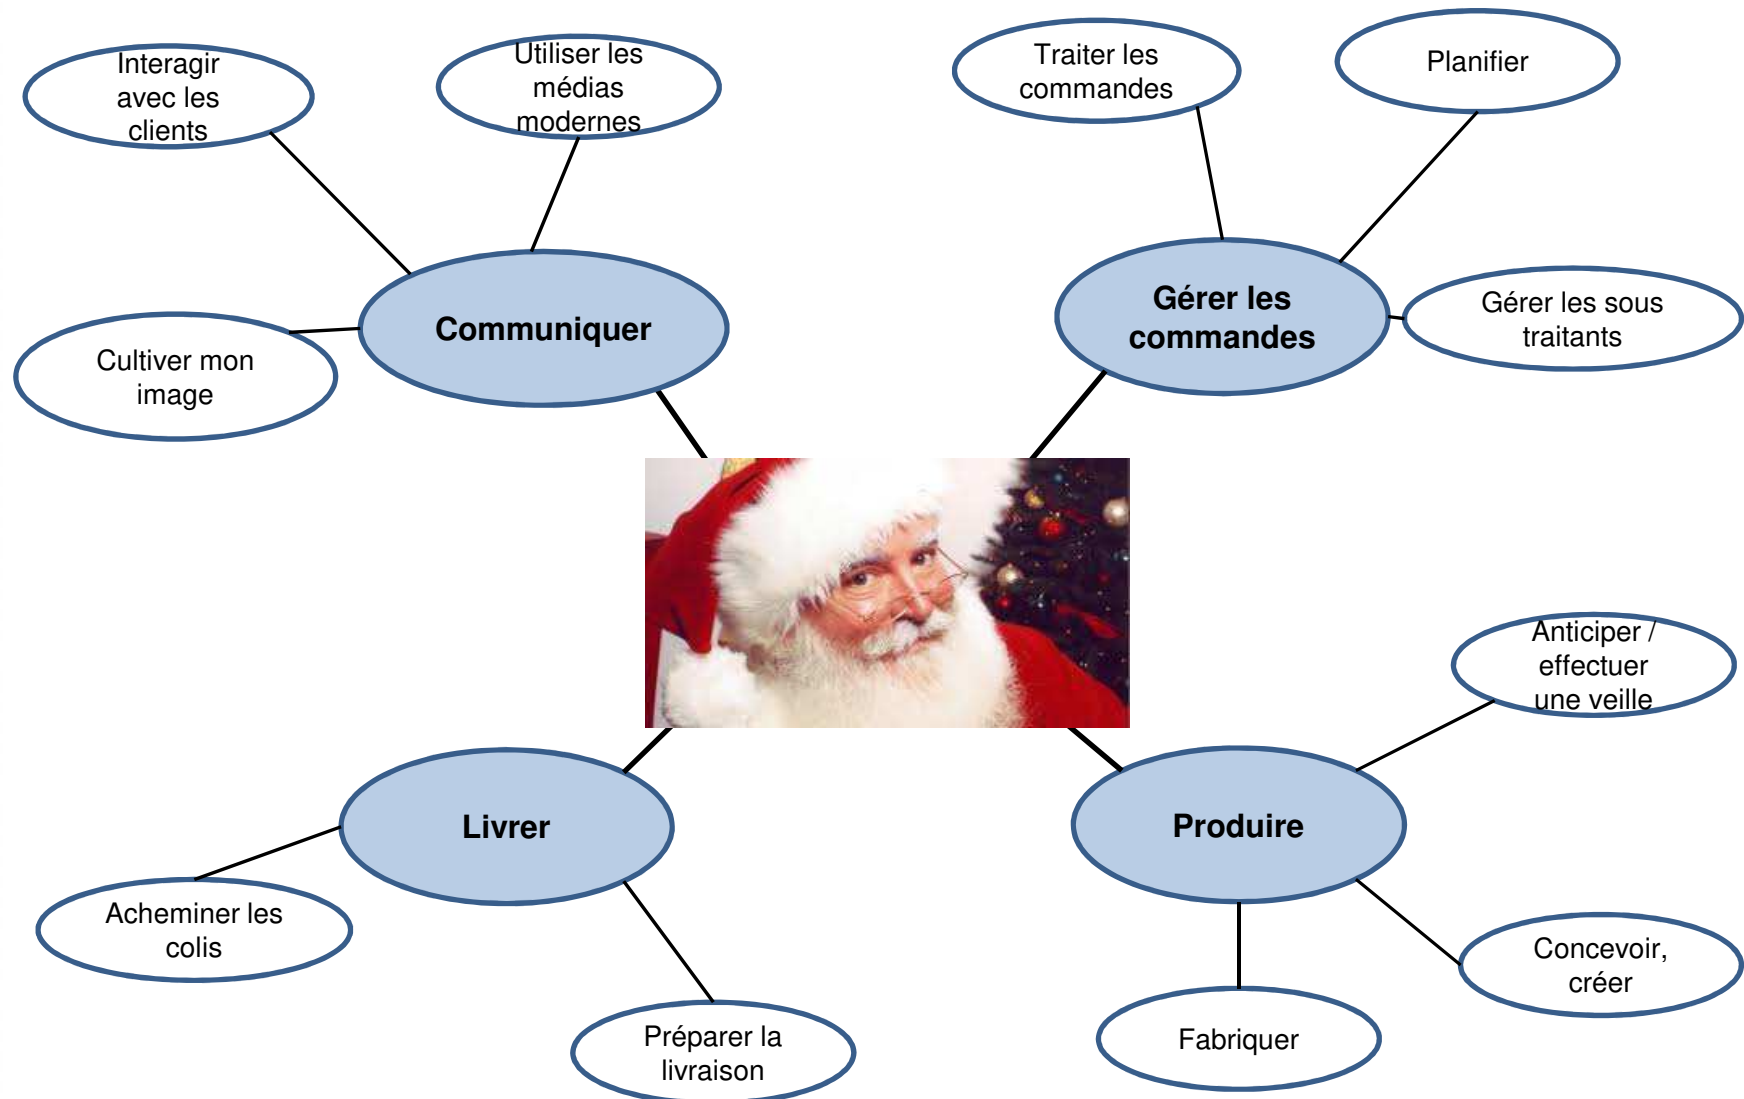 Interagir
avec les
clients
Utiliser les
médias
modernes
Traiter les
commandes
Planifier
Cultiver mon
image
Communiquer
Gérer les
commandes
Gérer les sous
traitants
Anticiper /
effectuer
une veille
Livrer
Produire
Acheminer les
colis
Préparer la
livraison
Fabriquer
Concevoir,
créer